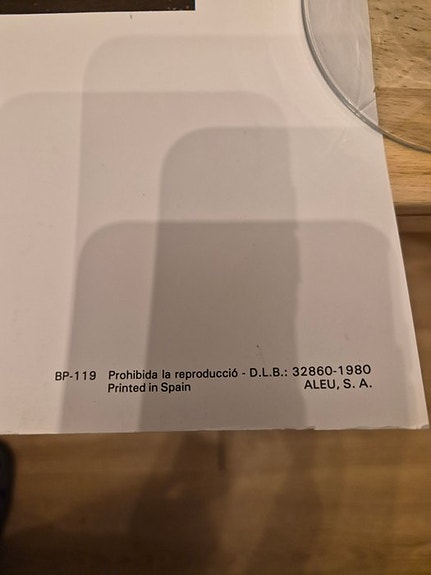 BP-119 Prohibida la reproducció - D.L.B.: 32860-1980
Printed in Spain ALEU, S. A.